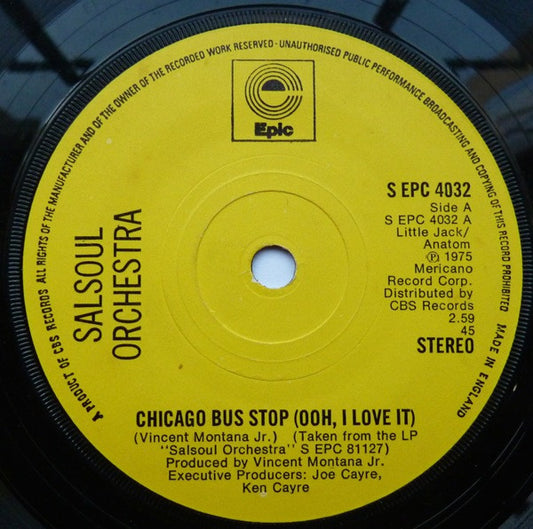 A PRODUCT OF CBS RECORDS ALL RIGHTS OF THE MANUFACTURER AND OF THE OWNER OF THE RECORDED WORK RESERVED - UNAUTHORISED PUBLIC PERFORMANCE BROADCASTING AND COPYING OF THIS RECORD PROHIBITED MADE IN ENGLAND
Epic
SALSOUL
ORCHESTRA
S EPC 4032
Side A
S EPC 4032 A
Little Jack/
Anatom
℗ 1975
Mericano
Record Corp.
Distributed by
CBS Records
2.59
45
STEREO
CHICAGO BUS STOP (OOH, I LOVE IT)
(Vincent Montana Jr.) (Taken from the LP
"Salsoul Orchestra" S EPC 81127)
Produced by Vincent Montana Jr.
Executive Producers: Joe Cayre,
Ken Cayre